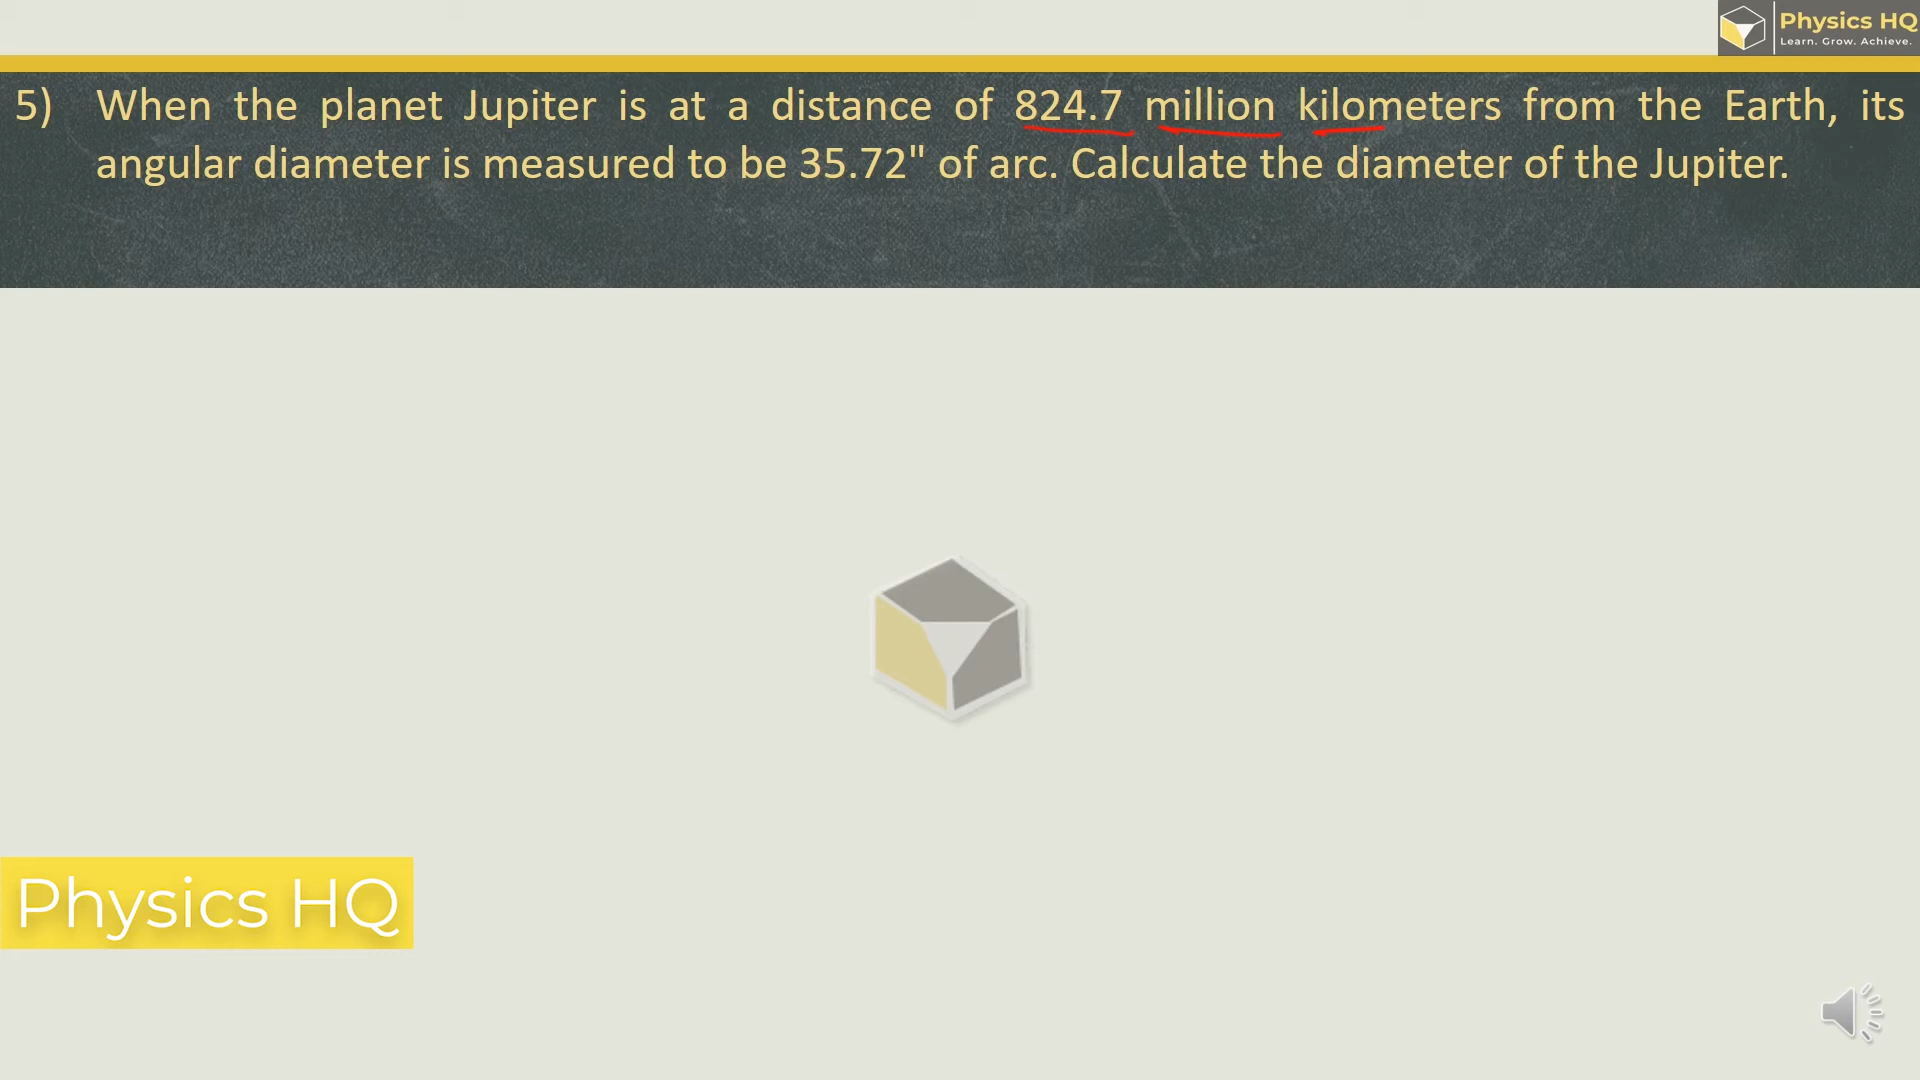 Physics HQ
Learn. Grow. Achieve.
5) When the planet Jupiter is at a distance of 824.7 million kilometers from the Earth, its
angular diameter is measured to be 35.72" of arc. Calculate the diameter of the Jupiter.
Physics HQ